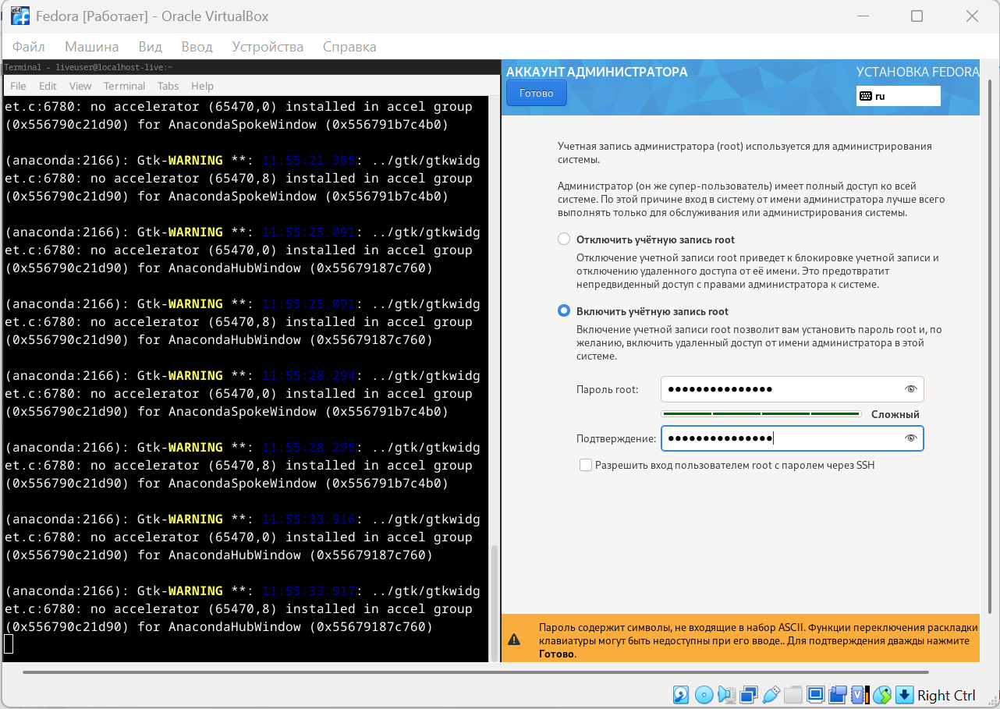 Fedora [Работает] - Oracle VirtualBox
Файл Машина Вид Ввод Устройства Справка
Terminal - liveuser@localhost-live:~
File Edit View Terminal Tabs Help
et.c:6780: no accelerator (65470,0) installed in accel group
(0x556790c21d90) for AnacondaSpokeWindow (0x556791b7c4b0)
(anaconda:2166): Gtk-WARNING **: 11:55:21.365: ../gtk/gtkwidg
et.c:6780: no accelerator (65470,8) installed in accel group
(0x556790c21d90) for AnacondaSpokeWindow (0x556791b7c4b0)
(anaconda:2166): Gtk-WARNING **: 11:55:25.091: ../gtk/gtkwidg
et.c:6780: no accelerator (65470,0) installed in accel group
(0x556790c21d90) for AnacondaHubWindow (0x55679187c760)
(anaconda:2166): Gtk-WARNING **: 11:55:25.091: ../gtk/gtkwidg
et.c:6780: no accelerator (65470,8) installed in accel group
(0x556790c21d90) for AnacondaHubWindow (0x55679187c760)
(anaconda:2166): Gtk-WARNING **: 11:55:28.294: ../gtk/gtkwidg
et.c:6780: no accelerator (65470,0) installed in accel group
(0x556790c21d90) for AnacondaSpokeWindow (0x556791b7c4b0)
(anaconda:2166): Gtk-WARNING **: 11:55:28.295: ../gtk/gtkwidg
et.c:6780: no accelerator (65470,8) installed in accel group
(0x556790c21d90) for AnacondaSpokeWindow (0x556791b7c4b0)
(anaconda:2166): Gtk-WARNING **: 11:55:33.916: ../gtk/gtkwidg
et.c:6780: no accelerator (65470,0) installed in accel group
(0x556790c21d90) for AnacondaHubWindow (0x55679187c760)
(anaconda:2166): Gtk-WARNING **: 11:55:33.917: ../gtk/gtkwidg
et.c:6780: no accelerator (65470,8) installed in accel group
(0x556790c21d90) for AnacondaHubWindow (0x55679187c760)
АККАУНТ АДМИНИСТРАТОРА
УСТАНОВКА FEDORA
Готово
ru
Учетная запись администратора (root) используется для администрирования
системы.
Администратор (он же супер-пользователь) имеет полный доступ ко всей
системе. По этой причине вход в систему от имени администратора лучше всего
выполнять только для обслуживания или администрирования системы.
Отключить учётную запись root
Отключение учетной записи root приведет к блокировке учетной записи и
отключению удаленного доступа от её имени. Это предотвратит
непредвиденный доступ с правами администратора к системе.
Включить учётную запись root
Включение учетной записи root позволит вам установить пароль root и, по
желанию, включить удаленный доступ от имени администратора в этой
системе.
Пароль root: ●●●●●●●●●●●●●●●
Сложный
Подтверждение: ●●●●●●●●●●●●●●●
Разрешить вход пользователем root с паролем через SSH
Пароль содержит символы, не входящие в набор ASCII. Функции переключения раскладки
клавиатуры могут быть недоступны при его вводе.. Для подтверждения дважды нажмите
Готово.
Right Ctrl